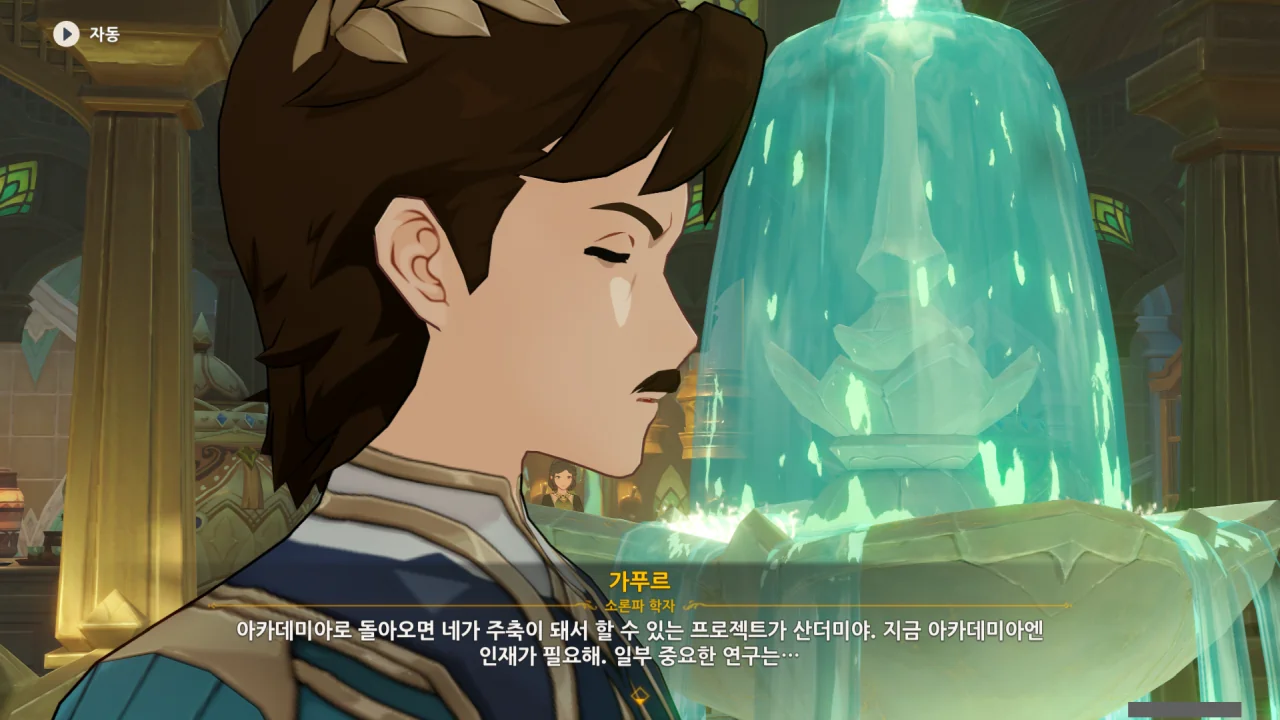 자동
가푸르
소론파 학자
아카데미아로 돌아오면 네가 주축이 돼서 할 수 있는 프로젝트가 산더미야. 지금 아카데미아엔
인재가 필요해. 일부 중요한 연구는…